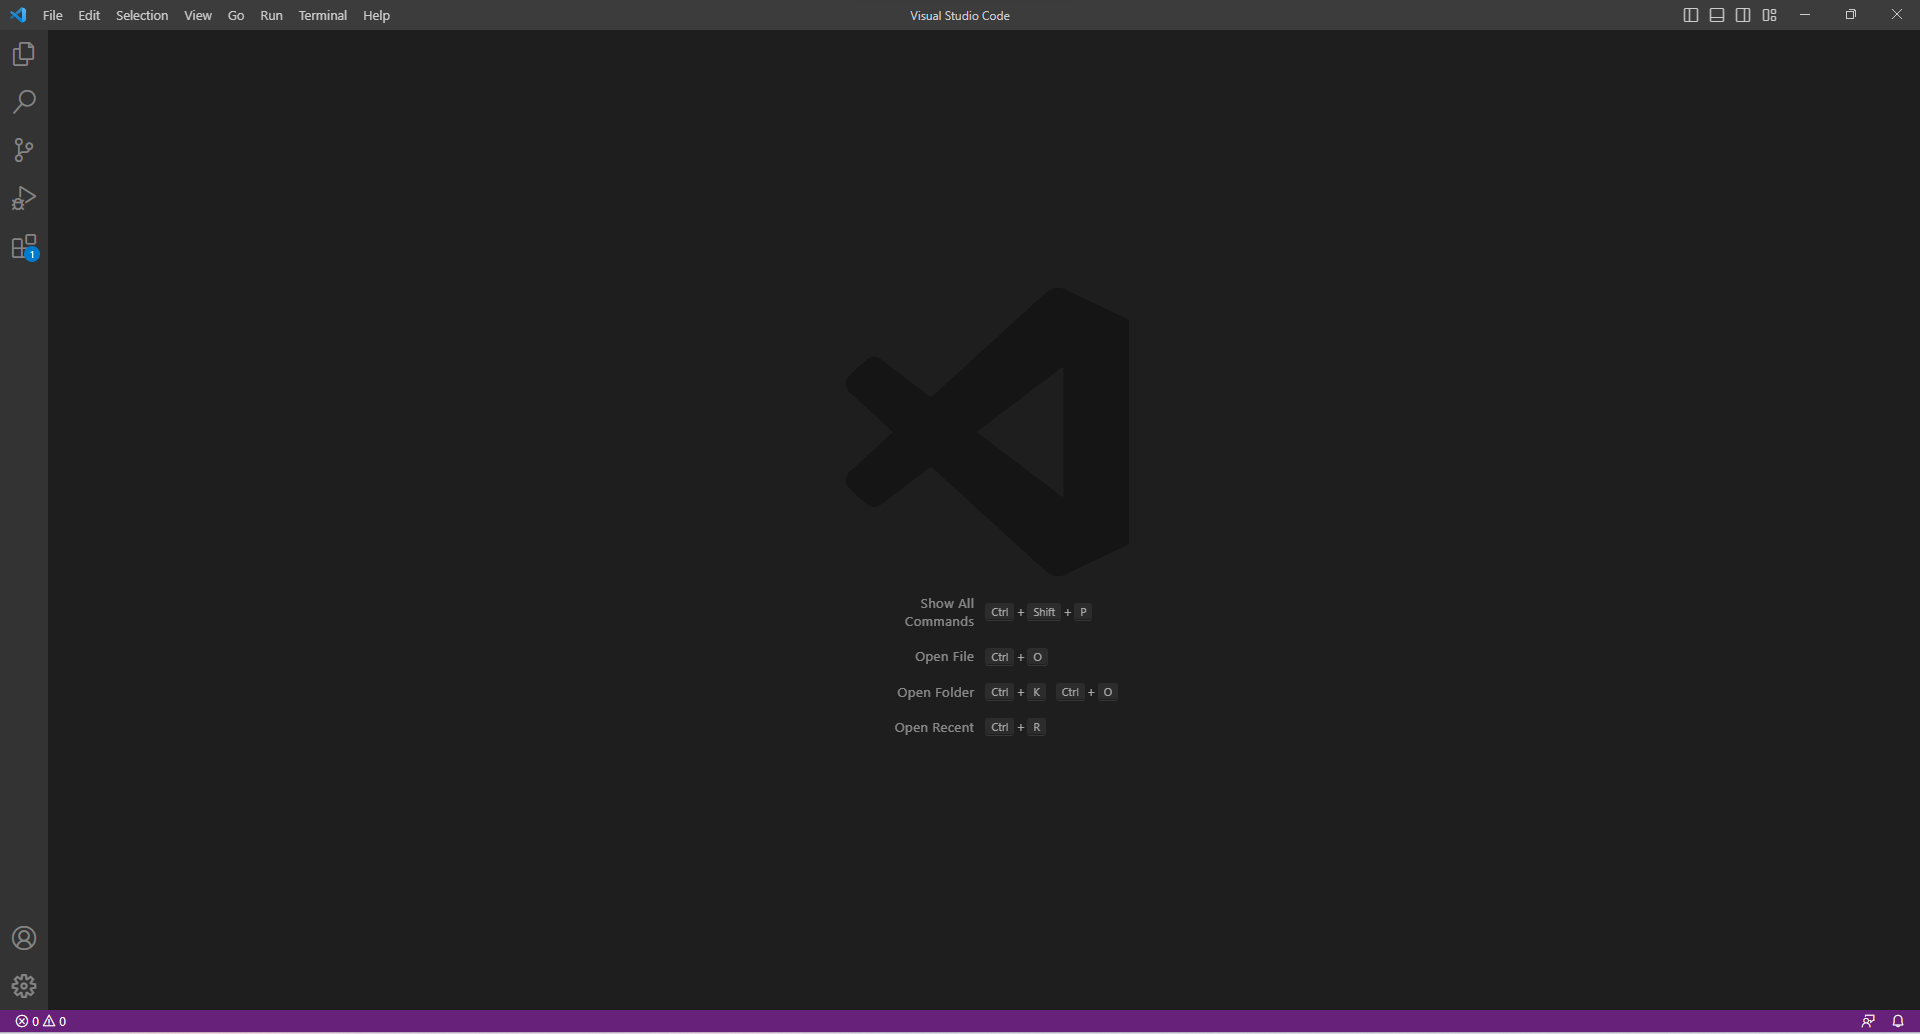 File Edit Selection View Go Run Terminal Help Visual Studio Code
1
Show All
Commands Ctrl + Shift + P
Open File Ctrl + O
Open Folder Ctrl + K Ctrl + O
Open Recent Ctrl + R
0 0